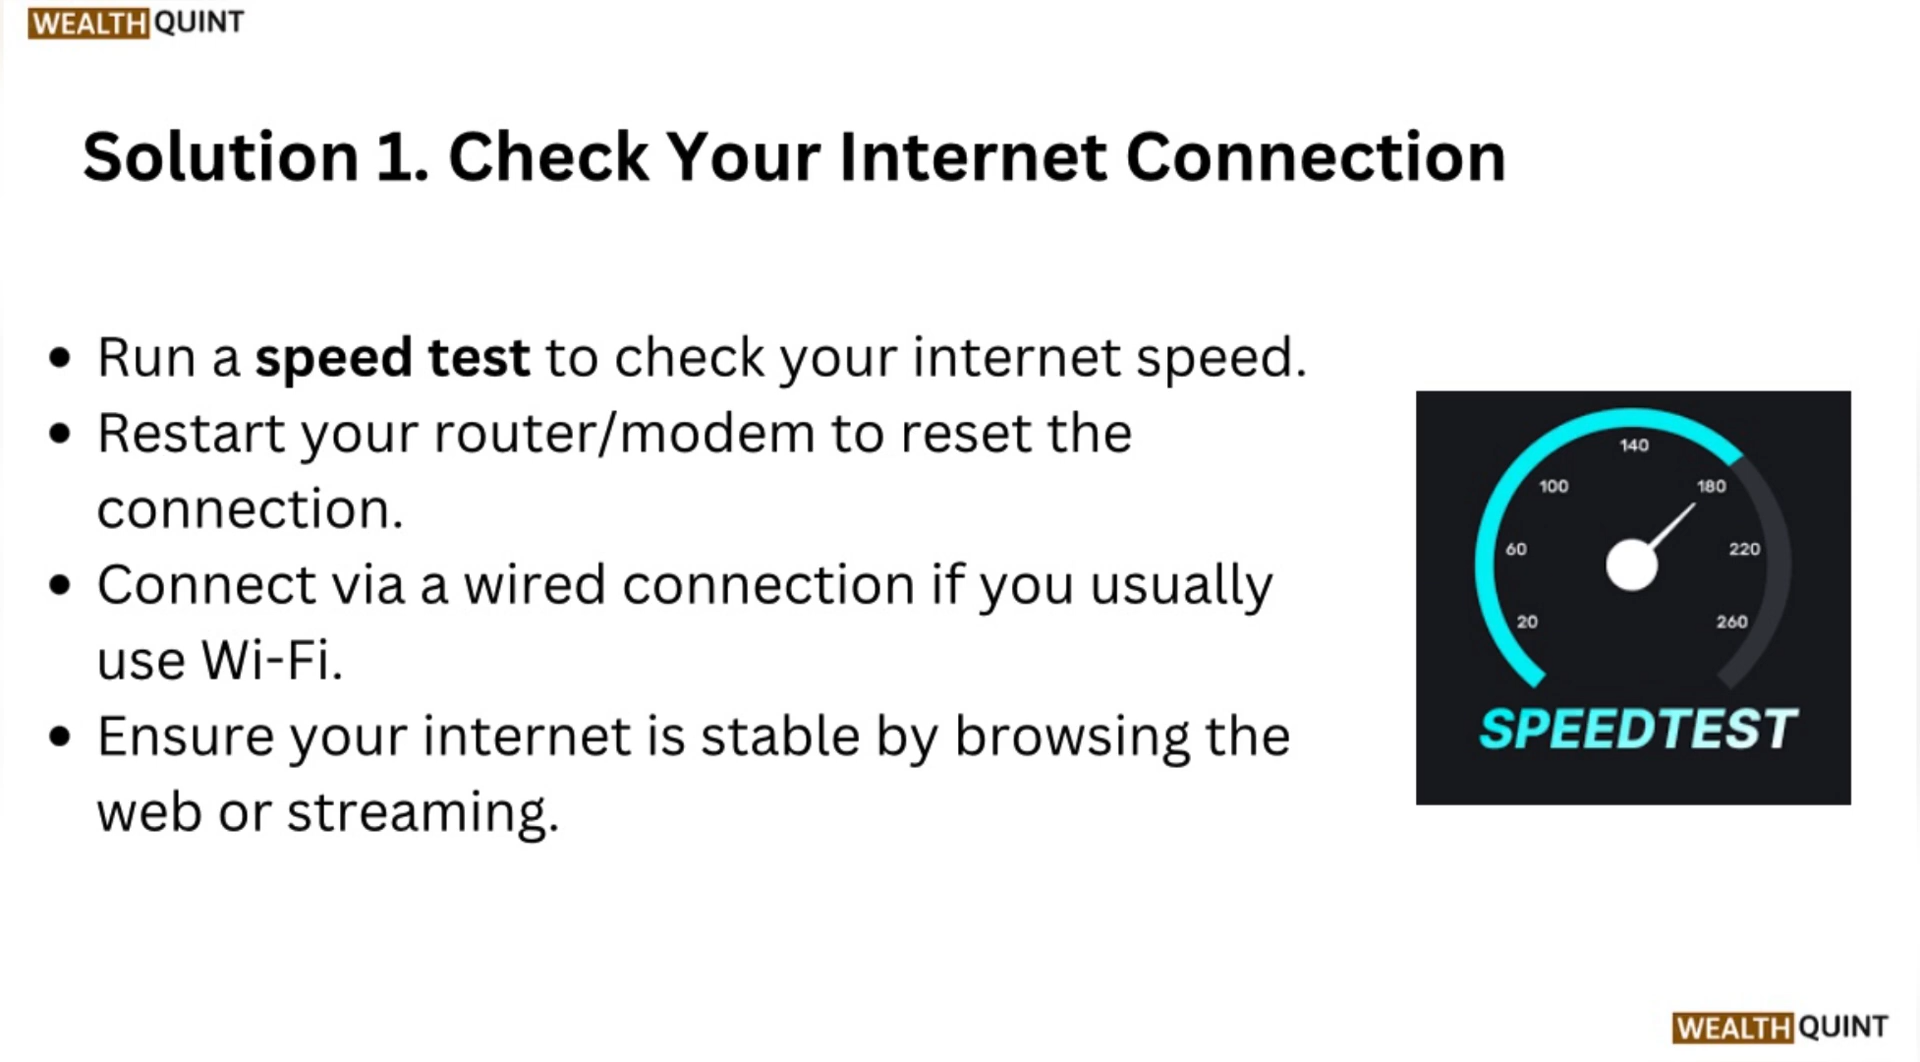 WEALTH QUINT
Solution 1. Check Your Internet Connection
• Run a speed test to check your internet speed.
• Restart your router/modem to reset the
connection.
• Connect via a wired connection if you usually
use Wi-Fi.
• Ensure your internet is stable by browsing the
web or streaming.
140
100 180
60 220
20 260
SPEEDTEST
WEALTH QUINT